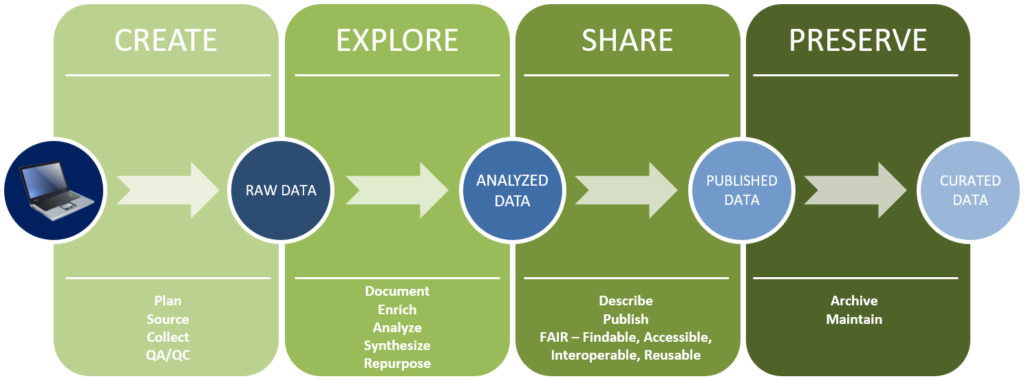 CREATE
EXPLORE
SHARE
PRESERVE
RAW DATA
ANALYZED
DATA
PUBLISHED
DATA
CURATED
DATA
Plan
Source
Collect
QA/QC
Document
Enrich
Analyze
Synthesize
Repurpose
Describe
Publish
FAIR – Findable, Accessible,
Interoperable, Reusable
Archive
Maintain